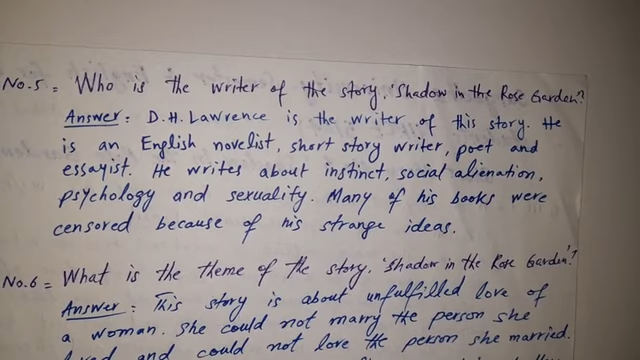 No.5 = Who is the writer of the story, 'Shadow in the Rose Garden'?
Answer: D.H. Lawrence is the writer of this story. He
is an English novelist, short story writer, poet and
essayist. He writes about instinct, social alienation,
psychology and sexuality. Many of his books were
censored because of his strange ideas.
No.6 = What is the theme of the story, 'Shadow in the Rose Garden'?
Answer: This story is about unfulfilled love of
a woman. She could not marry the person she
and could not love the person she married.